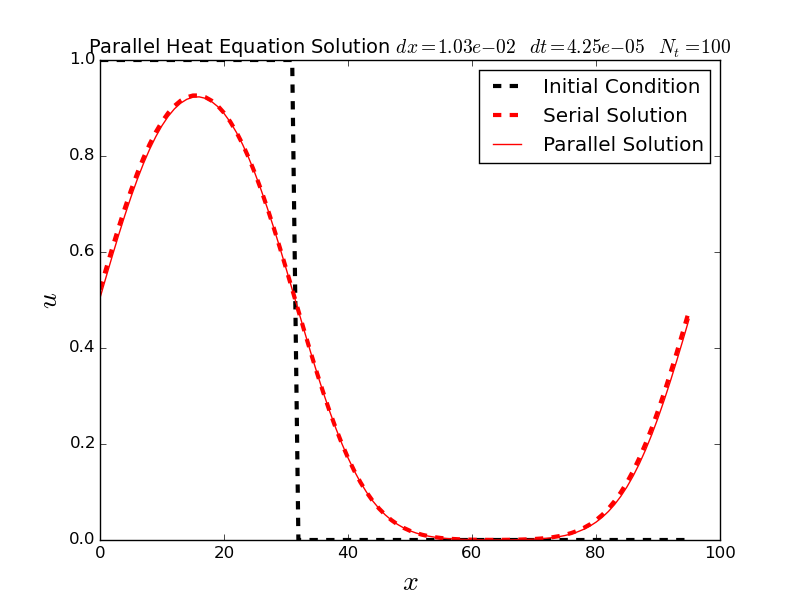 Parallel Heat Equation Solution dx=1.03e−02 dt=4.25e−05 N_t=100
1.0
Initial Condition
Serial Solution
Parallel Solution
0.8
0.6
u
0.4
0.2
0.0
0 20 40 60 80 100
x